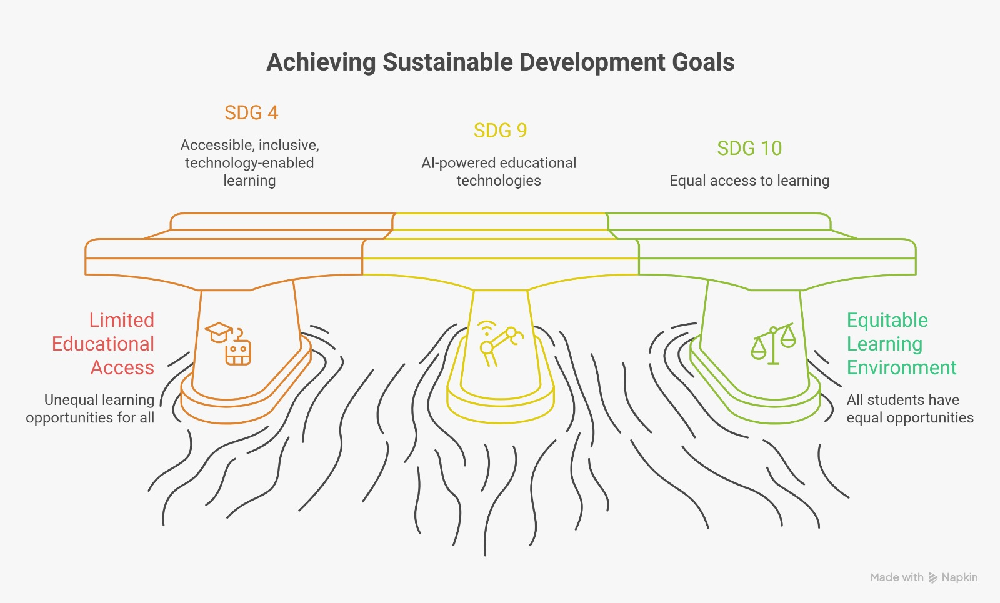 Achieving Sustainable Development Goals
SDG 4
Accessible, inclusive,
technology-enabled
learning
SDG 9
AI-powered educational
technologies
SDG 10
Equal access to learning
Limited
Educational
Access
Unequal learning
opportunities for all
Equitable
Learning
Environment
All students have
equal opportunities
Made with Napkin